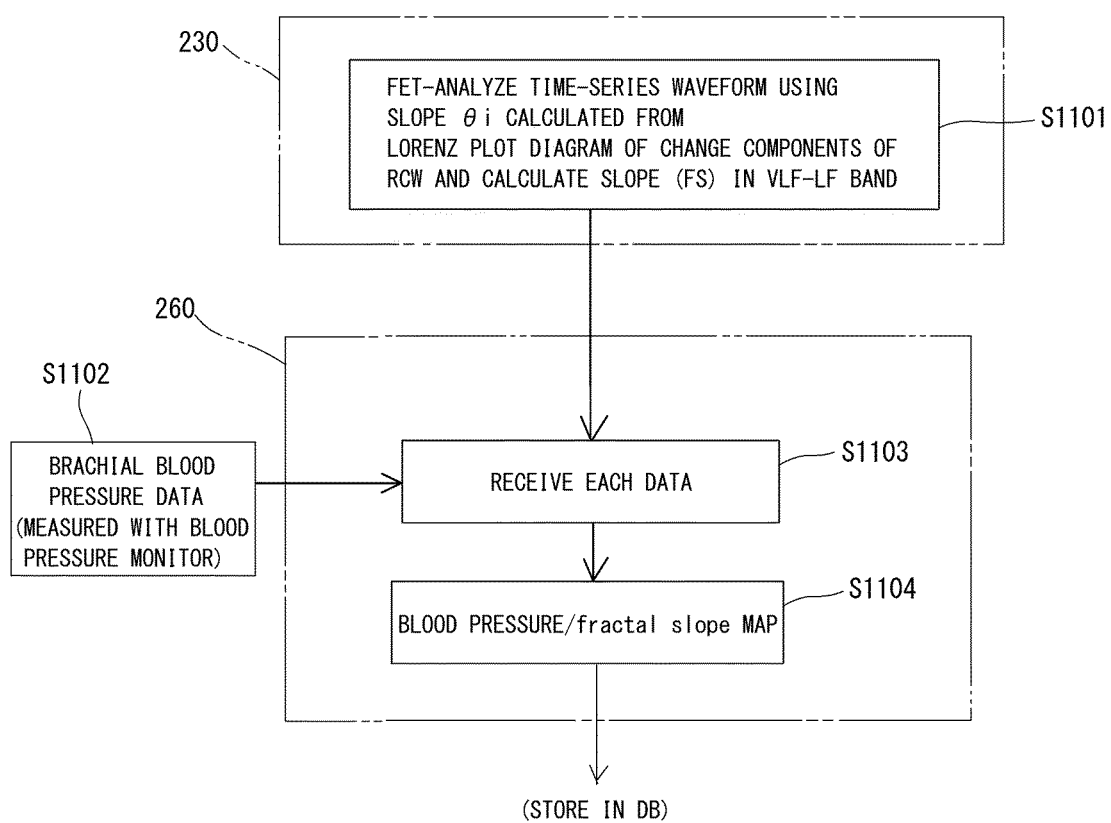 230
FET-ANALYZE TIME-SERIES WAVEFORM USING
SLOPE θi CALCULATED FROM
LORENZ PLOT DIAGRAM OF CHANGE COMPONENTS OF
RCW AND CALCULATE SLOPE (FS) IN VLF-LF BAND
S1101
260
S1102
BRACHIAL BLOOD
PRESSURE DATA
(MEASURED WITH BLOOD
PRESSURE MONITOR)
RECEIVE EACH DATA
S1103
BLOOD PRESSURE/fractal slope MAP
S1104
(STORE IN DB)